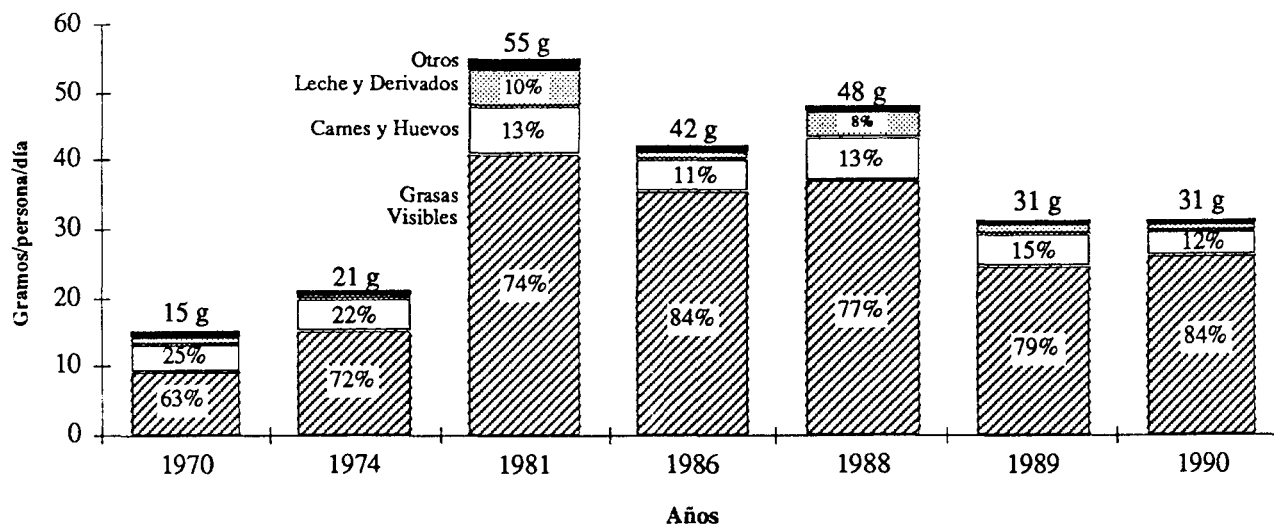 Gramos/persona/día
60
50
40
30
20
10
0
15 g
25%
63%
21 g
22%
72%
Otros
Leche y Derivados
Carnes y Huevos
Grasas
Visibles
55 g
10%
13%
74%
42 g
11%
84%
48 g
8%
13%
77%
31 g
15%
79%
31 g
12%
84%
1970 1974 1981 1986 1988 1989 1990
Años